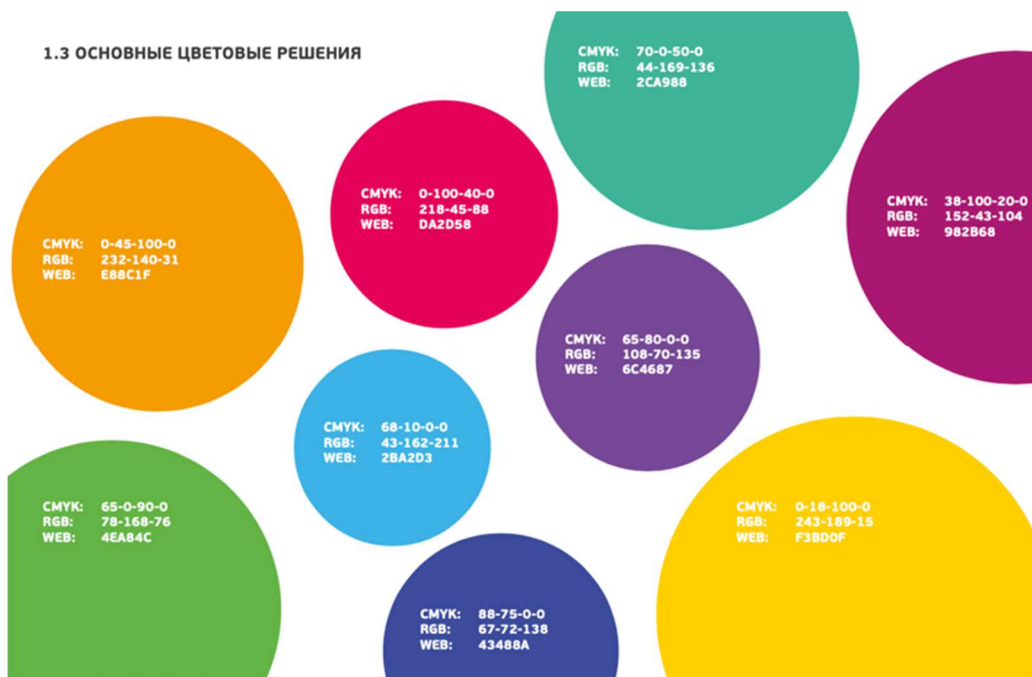 1.3 ОСНОВНЫЕ ЦВЕТОВЫЕ РЕШЕНИЯ
CMYK: 70-0-50-0
RGB: 44-169-136
WEB: 2CA988
CMYK: 0-100-40-0
RGB: 218-45-88
WEB: DA2D58
CMYK: 38-100-20-0
RGB: 152-43-104
WEB: 982B68
CMYK: 0-45-100-0
RGB: 232-140-31
WEB: E88C1F
CMYK: 65-80-0-0
RGB: 108-70-135
WEB: 6C4687
CMYK: 68-10-0-0
RGB: 43-162-211
WEB: 2BA2D3
CMYK: 65-0-90-0
RGB: 78-168-76
WEB: 4EA84C
CMYK: 0-18-100-0
RGB: 243-189-15
WEB: F3BD0F
CMYK: 88-75-0-0
RGB: 67-72-138
WEB: 43488A